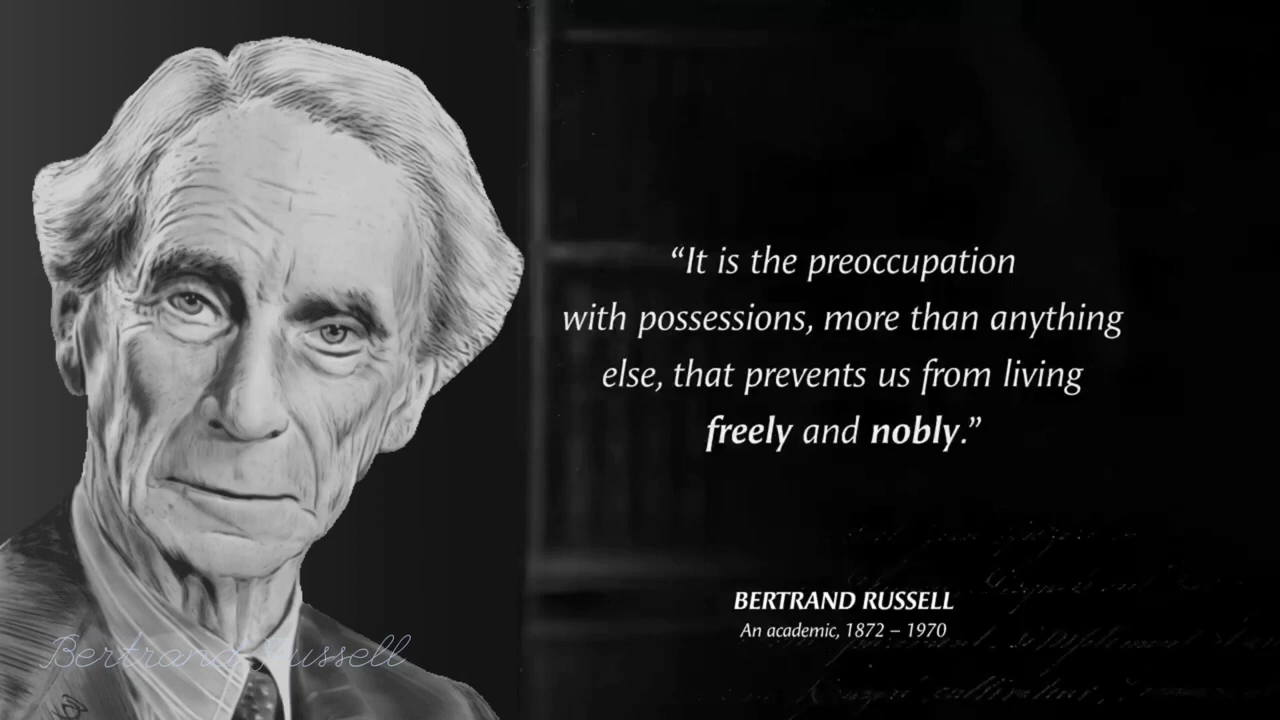 “It is the preoccupation
with possessions, more than anything
else, that prevents us from living
freely and nobly.”
BERTRAND RUSSELL
An academic, 1872 – 1970
Bertrand Russell